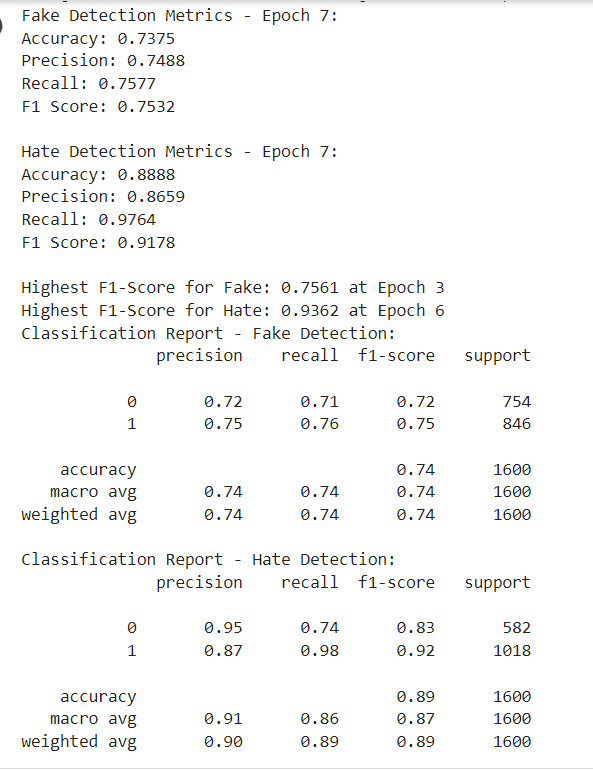 Fake Detection Metrics - Epoch 7:
Accuracy: 0.7375
Precision: 0.7488
Recall: 0.7577
F1 Score: 0.7532
Hate Detection Metrics - Epoch 7:
Accuracy: 0.8888
Precision: 0.8659
Recall: 0.9764
F1 Score: 0.9178
Highest F1-Score for Fake: 0.7561 at Epoch 3
Highest F1-Score for Hate: 0.9362 at Epoch 6
Classification Report - Fake Detection:
precision recall f1-score support
0 0.72 0.71 0.72 754
1 0.75 0.76 0.75 846
accuracy 0.74 1600
macro avg 0.74 0.74 0.74 1600
weighted avg 0.74 0.74 0.74 1600
Classification Report - Hate Detection:
precision recall f1-score support
0 0.95 0.74 0.83 582
1 0.87 0.98 0.92 1018
accuracy 0.89 1600
macro avg 0.91 0.86 0.87 1600
weighted avg 0.90 0.89 0.89 1600